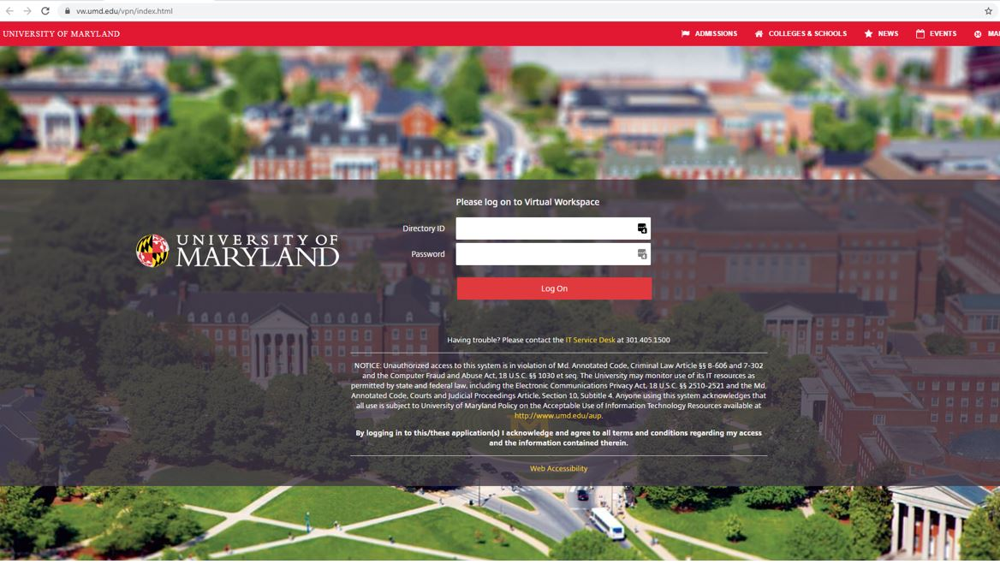 vw.umd.edu/vpn/index.html
UNIVERSITY OF MARYLAND
ADMISSIONS
COLLEGES & SCHOOLS
NEWS
EVENTS
Please log on to Virtual Workspace
Directory ID
UNIVERSITY OF
MARYLAND
Password
Log On
Having trouble? Please contact the IT Service Desk at 301.405.1500
NOTICE: Unauthorized access to this system is in violation of Md. Annotated Code, Criminal Law Article §§ 8-606 and 7-302
and the Computer Fraud and Abuse Act, 18 U.S.C. §§ 1030 et seq. The University may monitor use of its IT resources as
permitted by state and federal law, including the Electronic Communications Privacy Act, 18 U.S.C. §§ 2510-2521 and the Md.
Annotated Code, Courts and Judicial Proceedings Article, Section 10, Subtitle 4. Anyone using this system acknowledges that
all use is subject to University of Maryland Policy on the Acceptable Use of Information Technology Resources available at
http://www.umd.edu/aup.
By logging in to this/these application(s) I acknowledge and agree to all terms and conditions regarding my access
and the information contained therein.
Web Accessibility